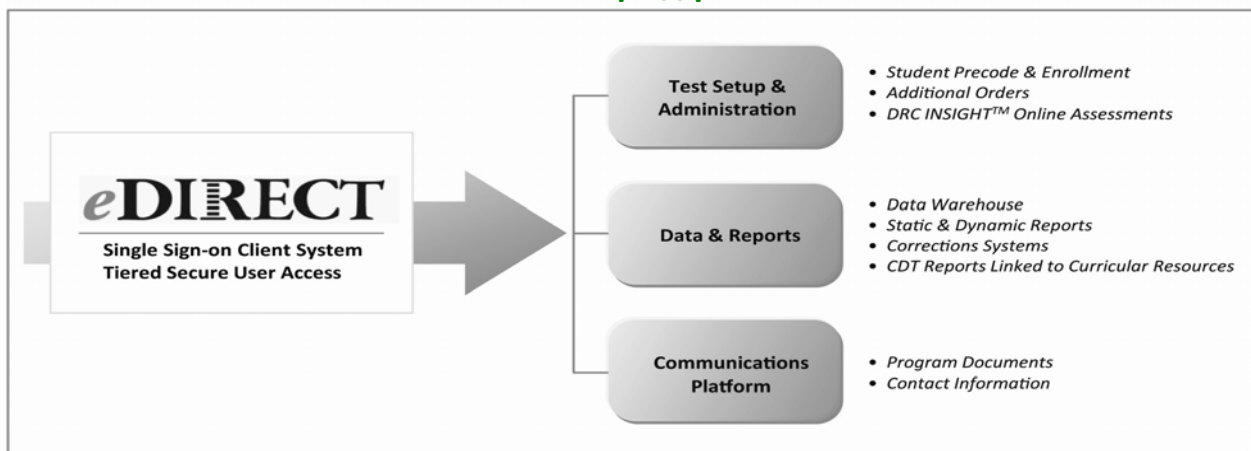 eDIRECT
Single Sign-on Client System
Tiered Secure User Access
Test Setup &
Administration
• Student Precode & Enrollment
• Additional Orders
• DRC INSIGHT™ Online Assessments
Data & Reports
• Data Warehouse
• Static & Dynamic Reports
• Corrections Systems
• CDT Reports Linked to Curricular Resources
Communications
Platform
• Program Documents
• Contact Information